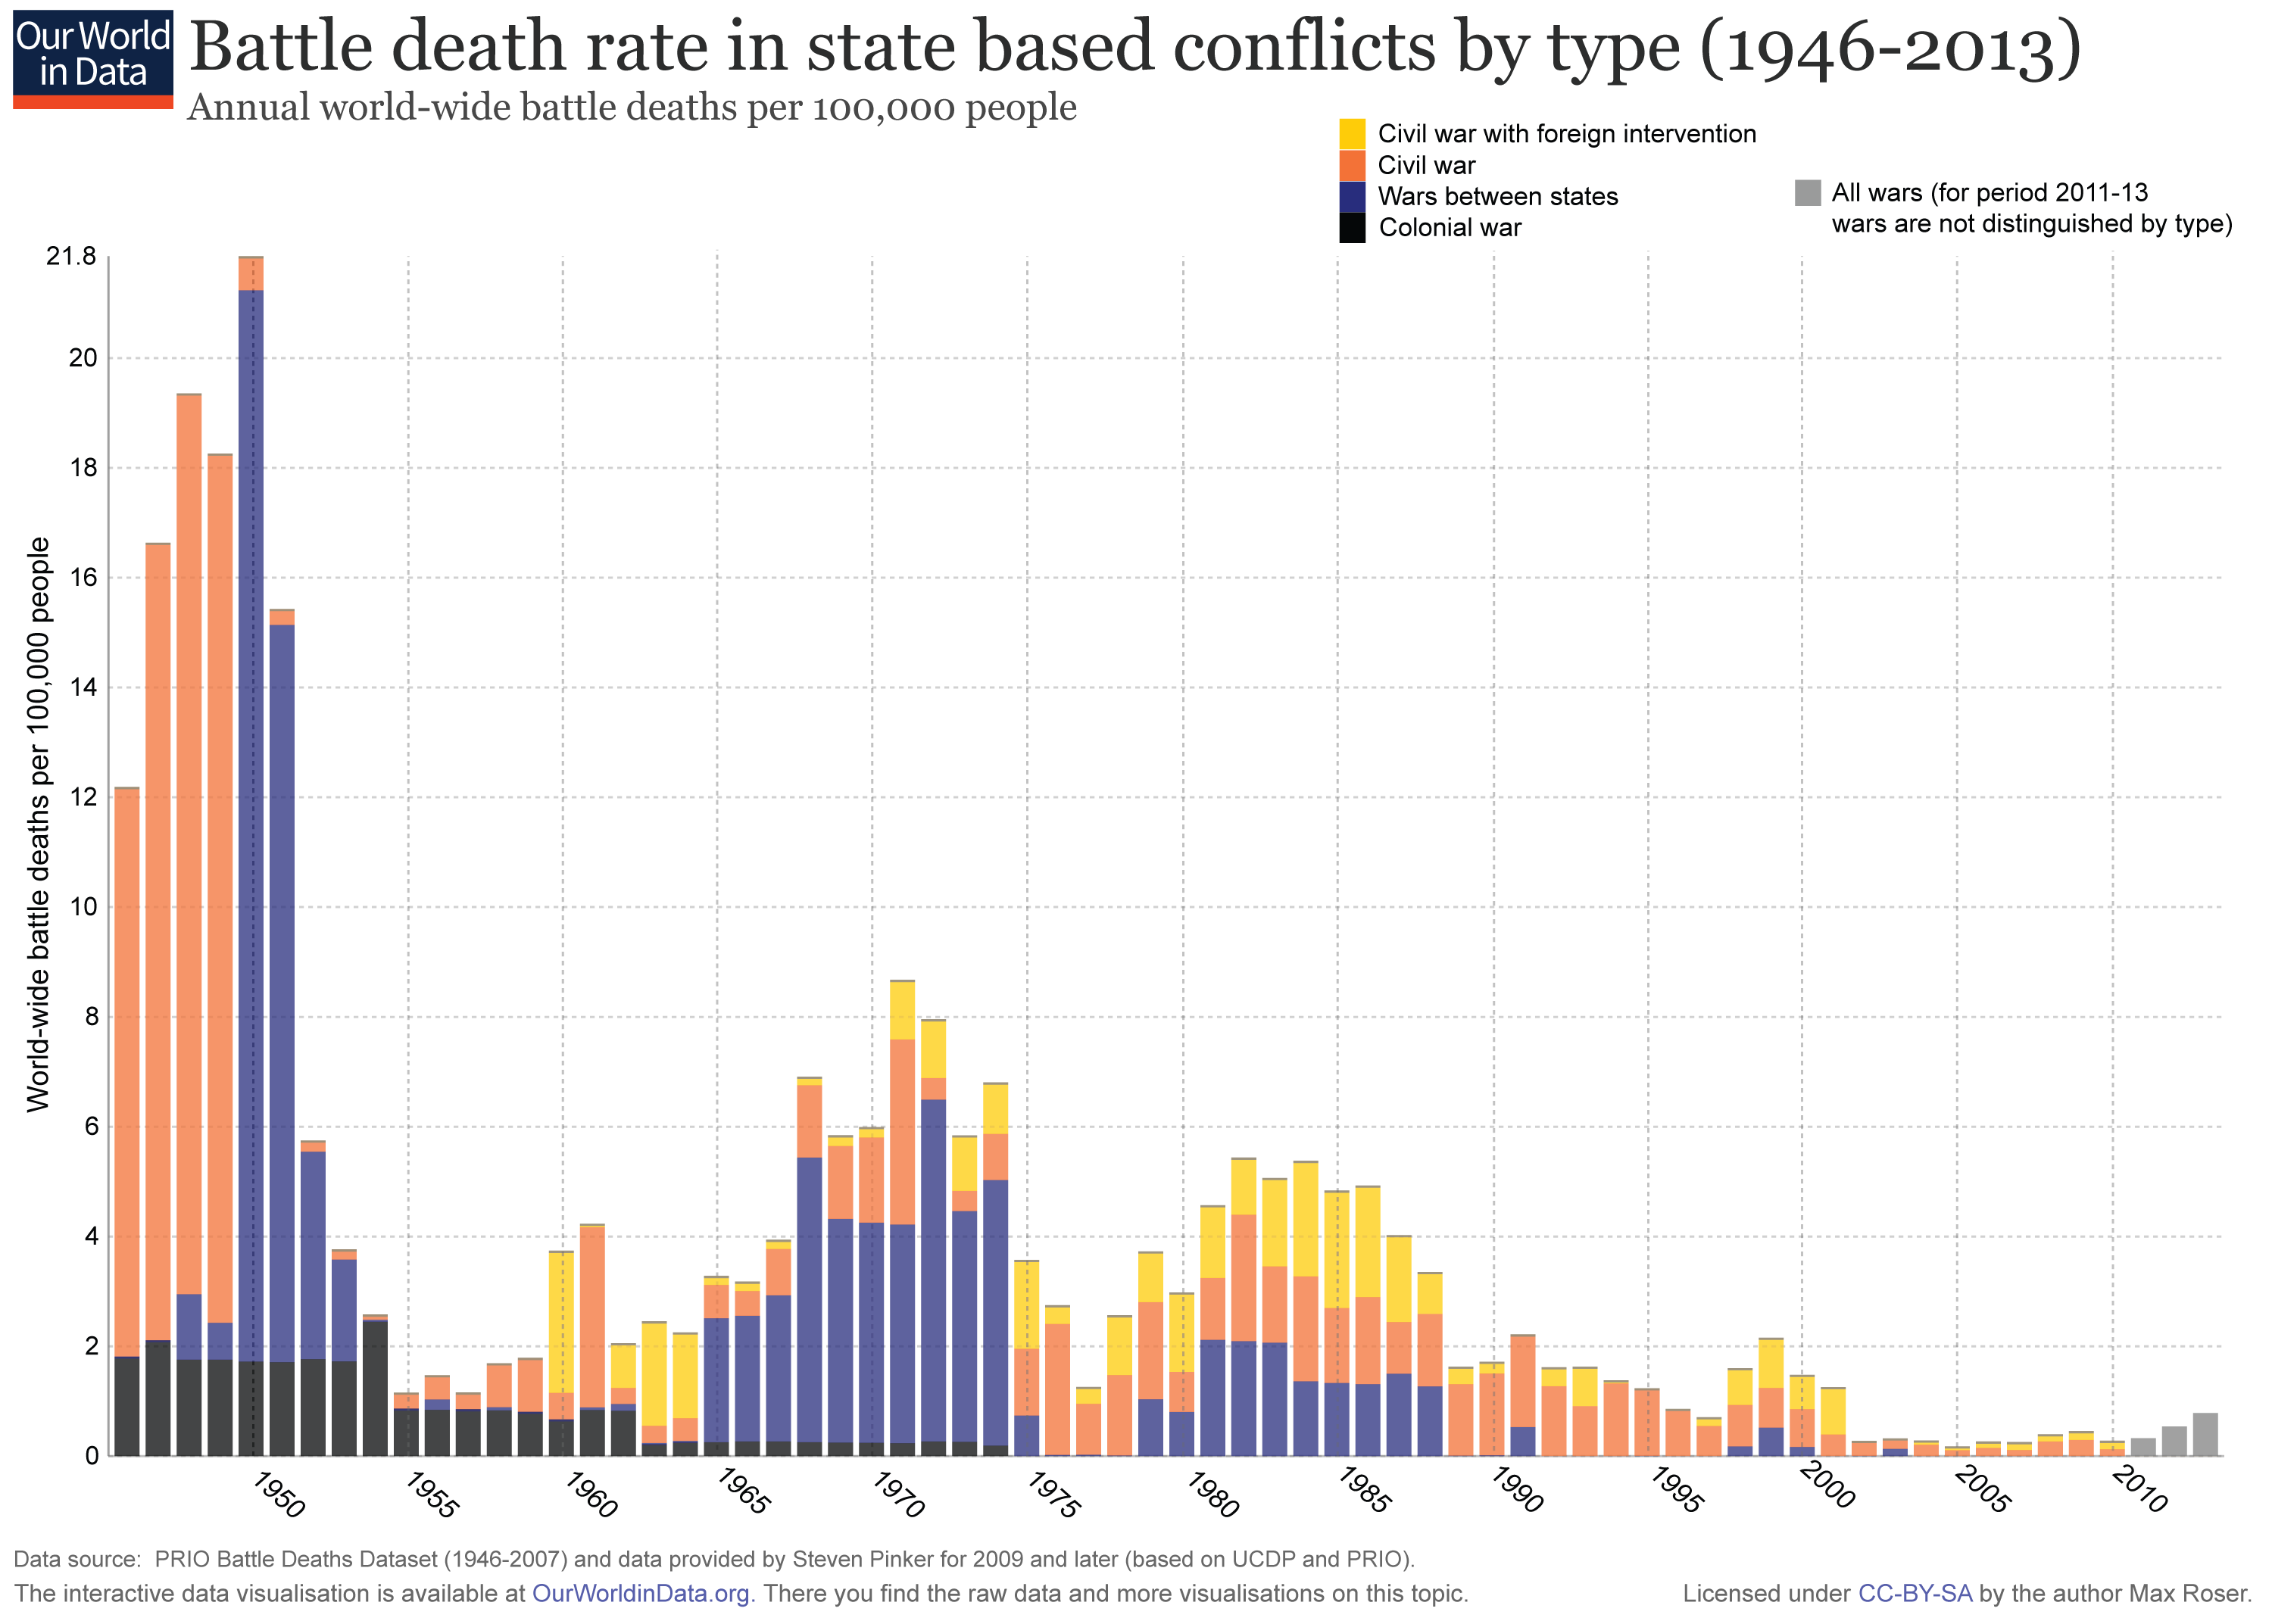 Our World
in Data
Battle death rate in state based conflicts by type (1946-2013)
Annual world-wide battle deaths per 100,000 people
Civil war with foreign intervention
Civil war
Wars between states
Colonial war
All wars (for period 2011-13
wars are not distinguished by type)
World-wide battle deaths per 100,000 people
21.8
20
18
16
14
12
10
8
6
4
2
0
1950
1955
1960
1965
1970
1975
1980
1985
1990
1995
2000
2005
2010
Data source: PRIO Battle Deaths Dataset (1946-2007) and data provided by Steven Pinker for 2009 and later (based on UCDP and PRIO).
The interactive data visualisation is available at OurWorldinData.org. There you find the raw data and more visualisations on this topic.
Licensed under CC-BY-SA by the author Max Roser.